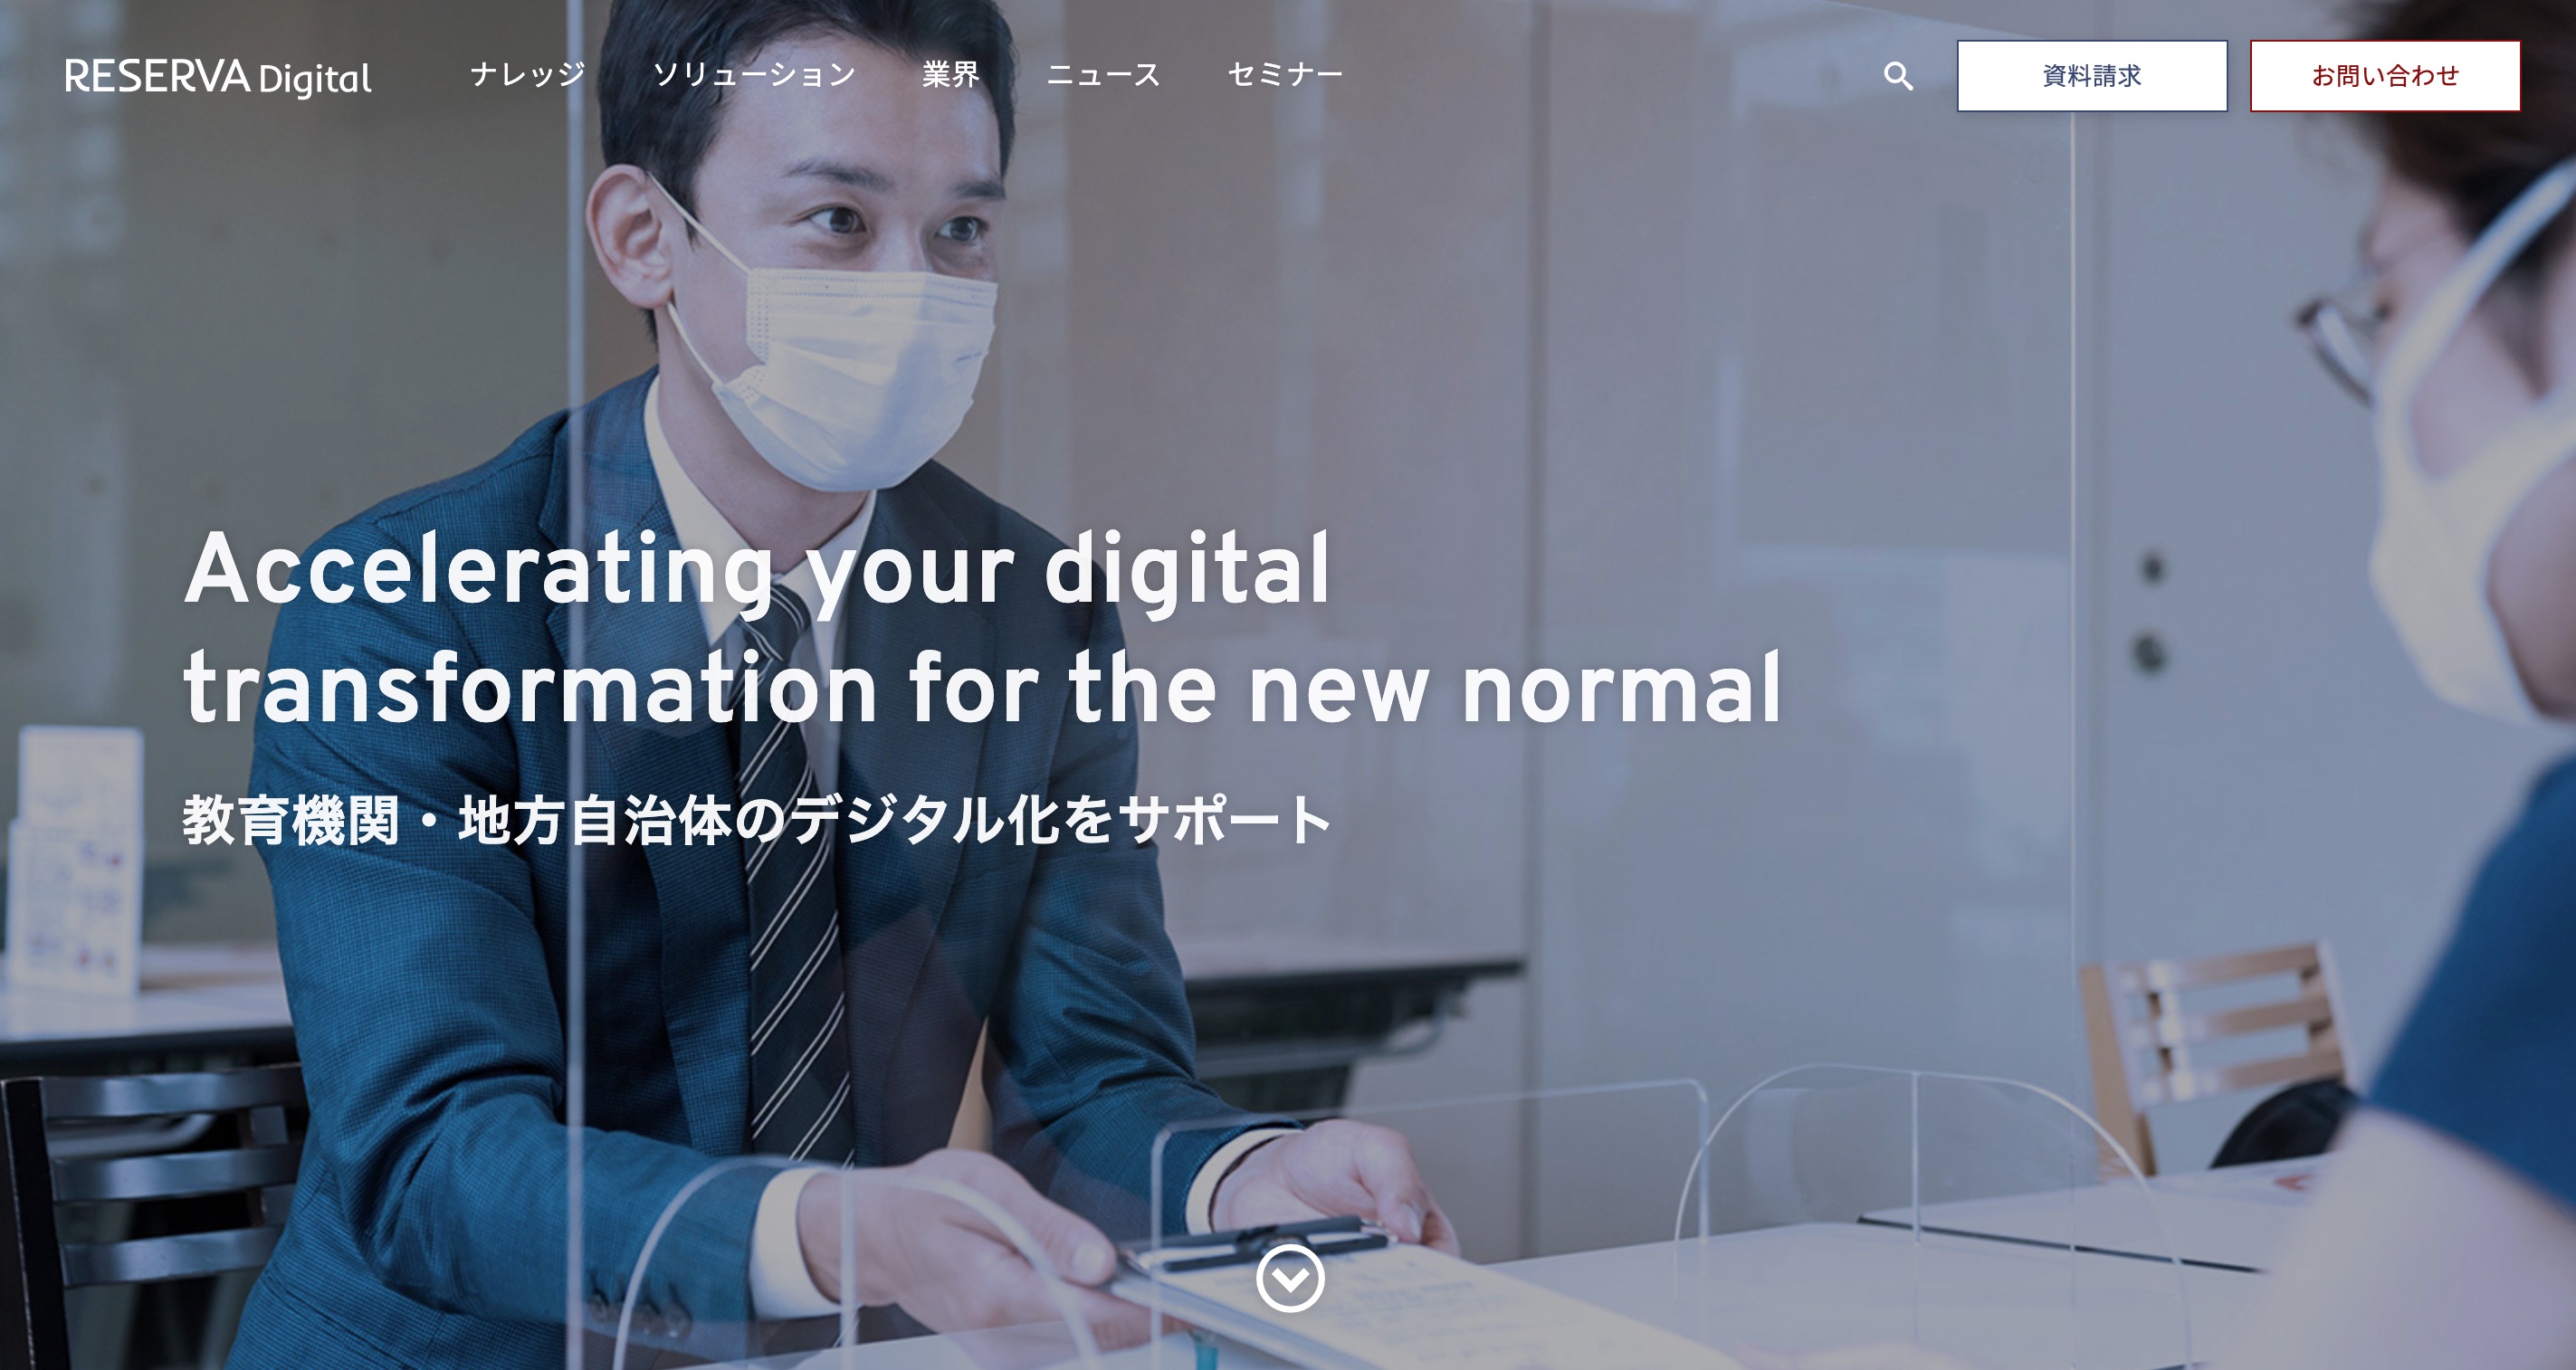 RESERVA Digital
ナレッジ
ソリューション
業界
ニュース
セミナー
資料請求
お問い合わせ
Accelerating your digital
transformation for the new normal
教育機関・地方自治体のデジタル化をサポート